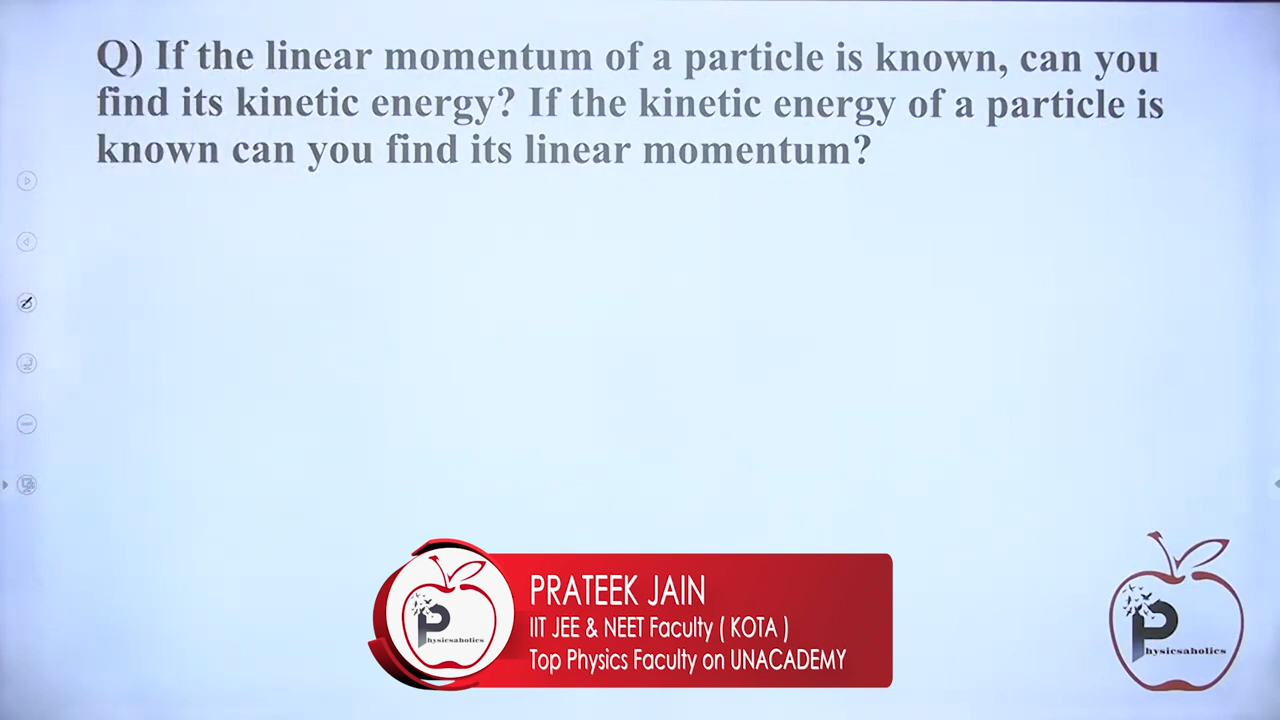 Q) If the linear momentum of a particle is known, can you
find its kinetic energy? If the kinetic energy of a particle is
known can you find its linear momentum?
PRATEEK JAIN
IIT JEE & NEET Faculty ( KOTA )
Top Physics Faculty on UNACADEMY
Physicsaholics
Physicsaholics